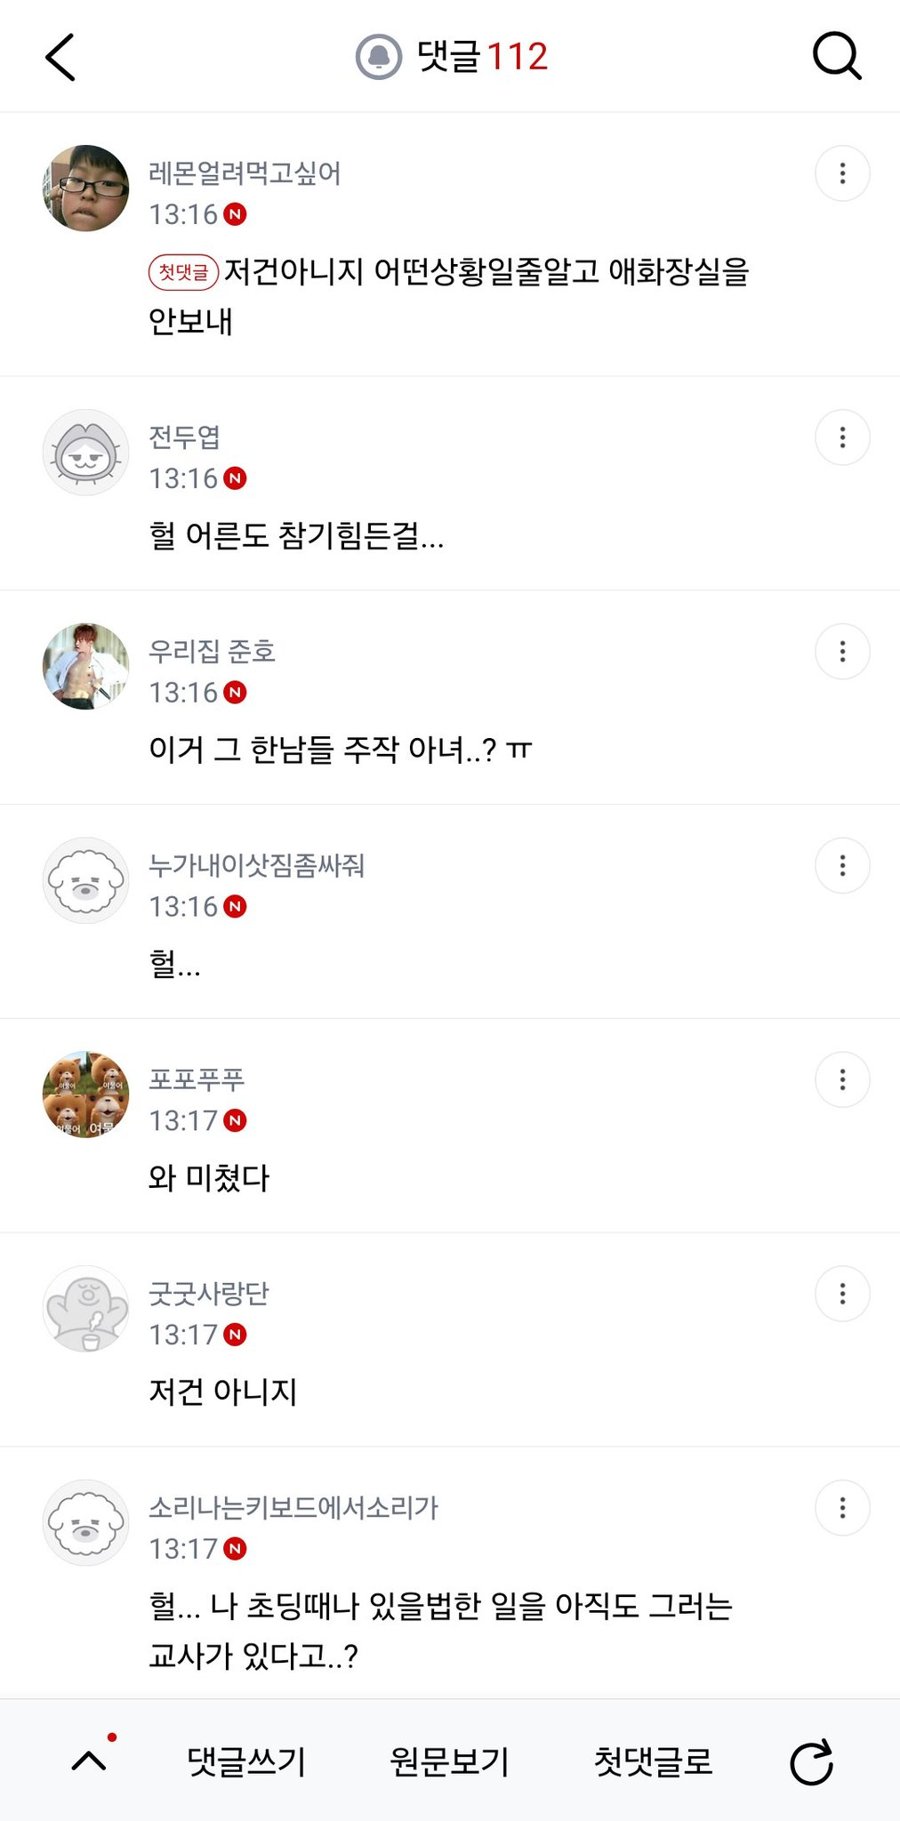 댓글 112
레몬얼려먹고싶어
13:16 N
첫댓글 저건아니지 어떤상황일줄알고 애화장실을
안보내
전두엽
13:16 N
헐 어른도 참기힘든걸...
우리집 준호
13:16 N
이거 그 한남들 주작 아녀..? ㅠ
누가내이삿짐좀싸줘
13:16 N
헐...
포포푸푸
13:17 N
와 미쳤다
굿굿사랑단
13:17 N
저건 아니지
소리나는키보드에서소리가
13:17 N
헐... 나 초딩때나 있을법한 일을 아직도 그러는
교사가 있다고..?
댓글쓰기 원문보기 첫댓글로